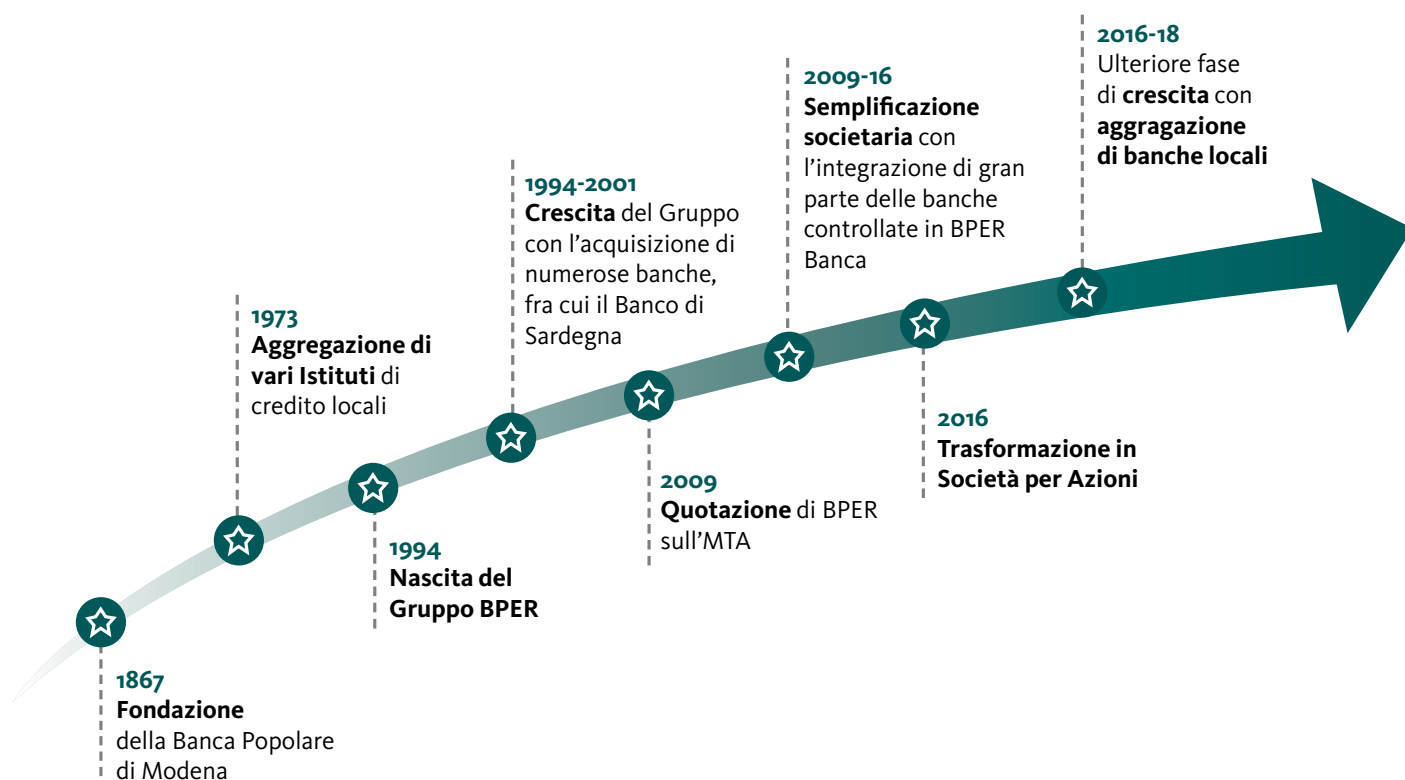 1867
Fondazione
della Banca Popolare
di Modena
1973
Aggregazione di
vari Istituti di
credito locali
1994
Nascita del
Gruppo BPER
1994-2001
Crescita del Gruppo
con l'acquisizione di
numerose banche,
fra cui il Banco di
Sardegna
2009
Quotazione di BPER
sull'MTA
2009-16
Semplificazione
societaria con
l'integrazione di gran
parte delle banche
controllate in BPER
Banca
2016
Trasformazione in
Società per Azioni
2016-18
Ulteriore fase
di crescita con
aggragazione
di banche locali